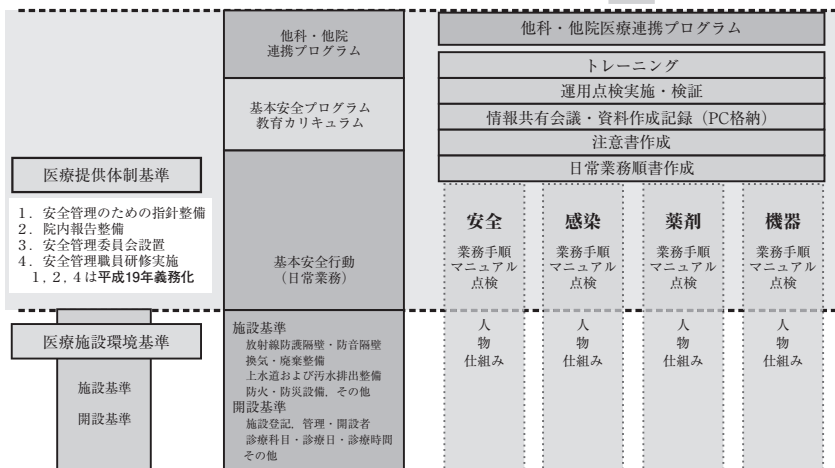 医療提供体制基準
1. 安全管理のための指針整備
2. 院内報告整備
3. 安全管理委員会設置
4. 安全管理職員研修実施
1, 2, 4は平成19年義務化
医療施設環境基準
施設基準
開設基準
他科・他院
連携プログラム
基本安全プログラム
教育カリキュラム
基本安全行動
(日常業務)
施設基準
放射線防護隔壁・防音隔壁
換気・廃棄整備
上水道および汚水排出整備
防火・防災設備, その他
開設基準
施設登記, 管理・開設者
診療科目・診療日・診療時間
その他
他科・他院医療連携プログラム
トレーニング
運用点検実施・検証
情報共有会議・資料作成記録(PC格納)
注意書作成
日常業務順書作成
安全
業務手順
マニュアル
点検
人
物
仕組み
感染
業務手順
マニュアル
点検
人
物
仕組み
薬剤
業務手順
マニュアル
点検
人
物
仕組み
機器
業務手順
マニュアル
点検
人
物
仕組み